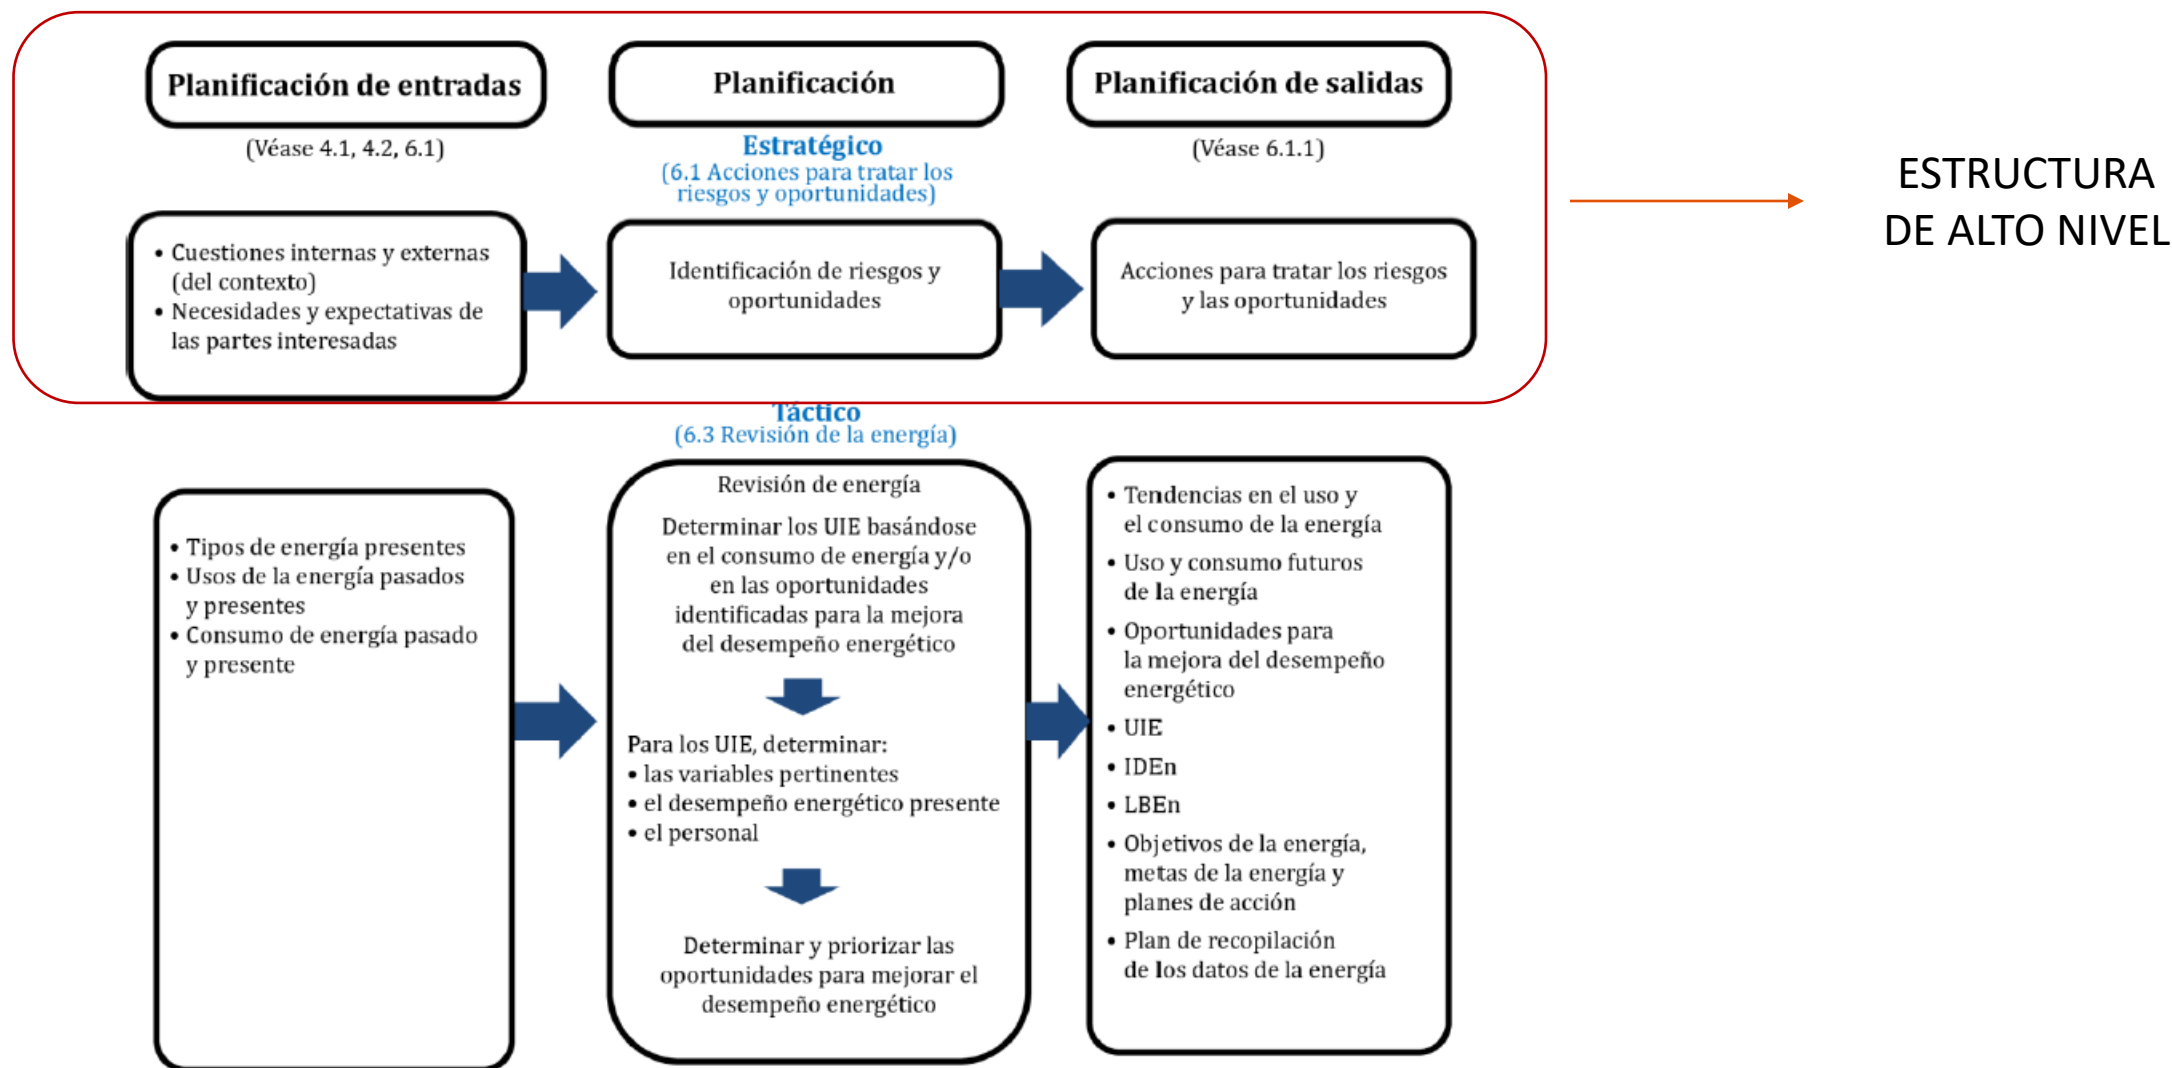 Planificación de entradas
(Véase 4.1, 4.2, 6.1)
Planificación
Estratégico
(6.1 Acciones para tratar los
riesgos y oportunidades)
Planificación de salidas
(Véase 6.1.1)
• Cuestiones internas y externas
(del contexto)
• Necesidades y expectativas de
las partes interesadas
Identificación de riesgos y
oportunidades
Acciones para tratar los riesgos
y las oportunidades
ESTRUCTURA
DE ALTO NIVEL
Táctico
(6.3 Revisión de la energía)
• Tipos de energía presentes
• Usos de la energía pasados
y presentes
• Consumo de energía pasado
y presente
Revisión de energía
Determinar los UIE basándose
en el consumo de energía y/o
en las oportunidades
identificadas para la mejora
del desempeño energético
Para los UIE, determinar:
• las variables pertinentes
• el desempeño energético presente
• el personal
Determinar y priorizar las
oportunidades para mejorar el
desempeño energético
• Tendencias en el uso y
el consumo de la energía
• Uso y consumo futuros
de la energía
• Oportunidades para
la mejora del desempeño
energético
• UIE
• IDEn
• LBEn
• Objetivos de la energía,
metas de la energía y
planes de acción
• Plan de recopilación
de los datos de la energía